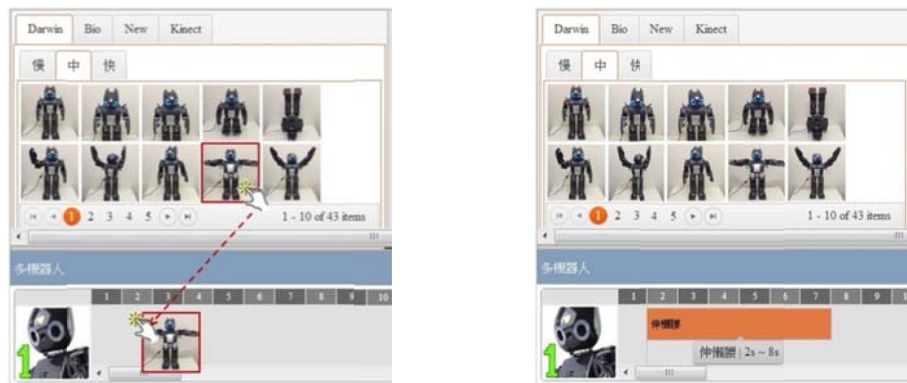 Darwin Bio New Kinect
慢 中 快
1 2 3 4 5 1 - 10 of 43 items
多機器人
1 2 3 4 5 6 7 8 9 10
1
Darwin Bio New Kinect
慢 中 快
1 2 3 4 5 1 - 10 of 43 items
多機器人
1 2 3 4 5 6 7 8 9 1
伸懶腰
伸懶腰 | 2s ~ 8s
1